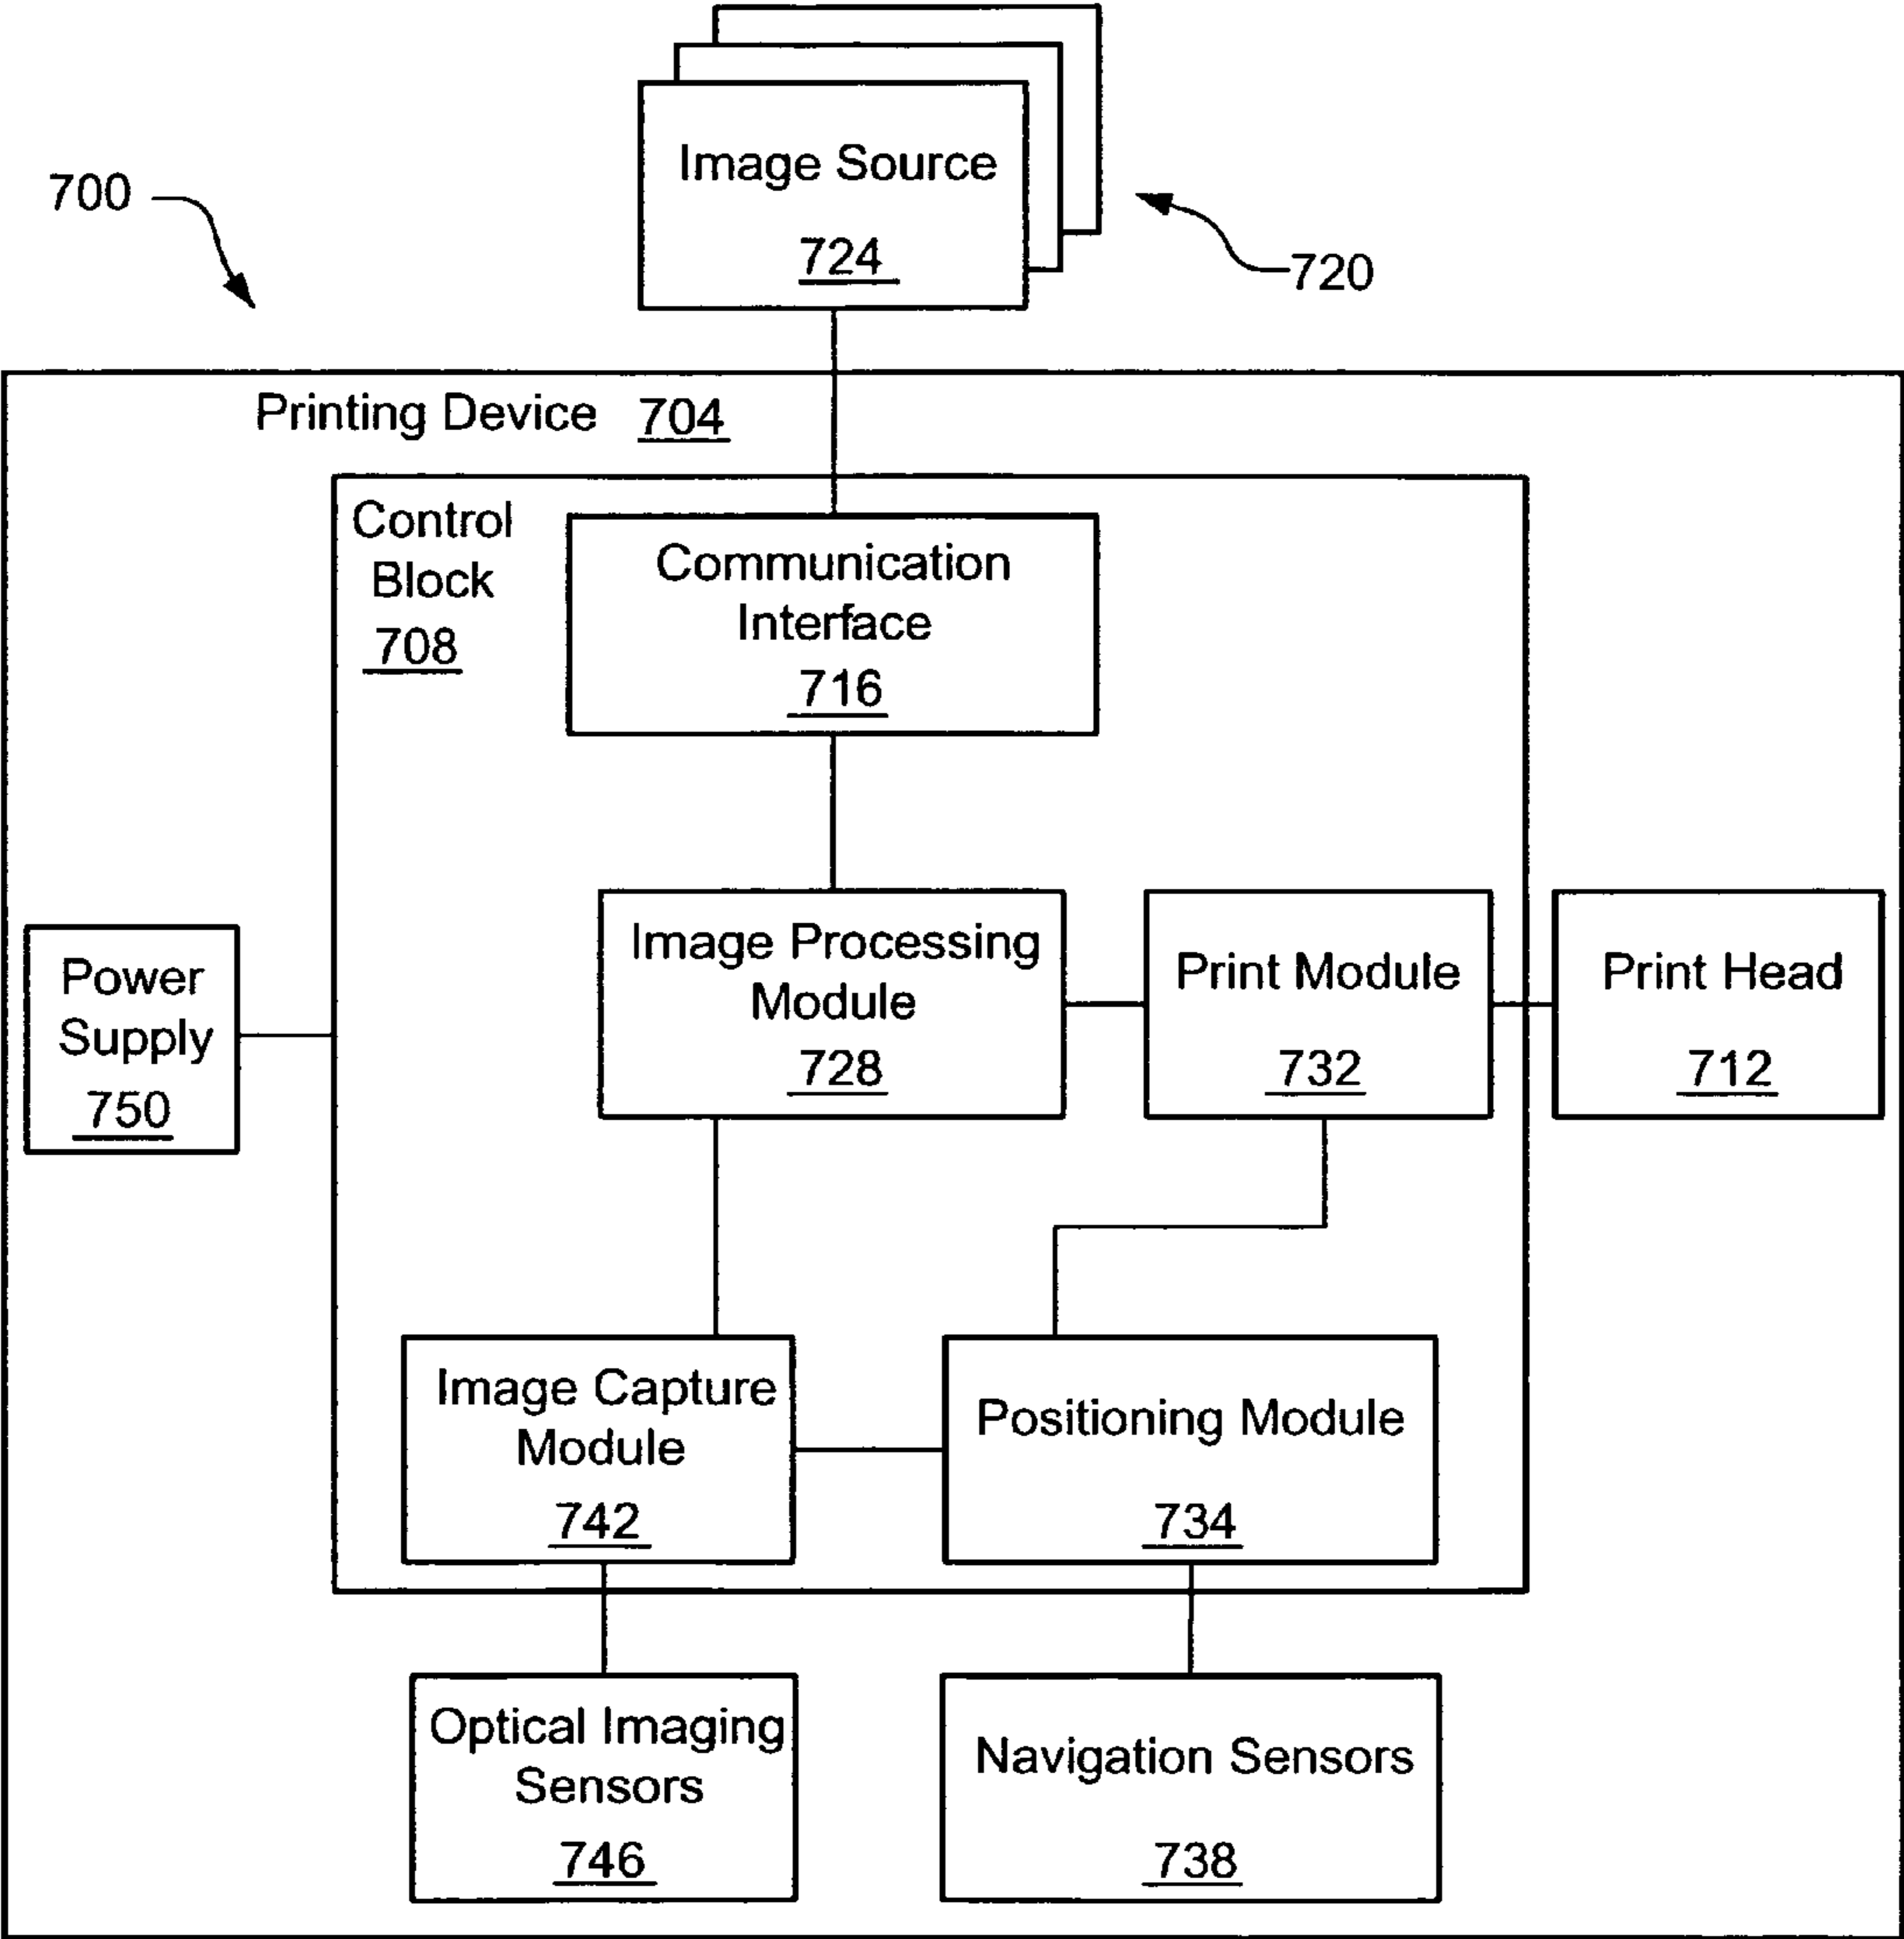 Image Source
724
700
720
Printing Device 704
Control
Block
708
Communication
Interface
716
Image Processing
Module
728
Print Module
732
Print Head
712
Power
Supply
750
Image Capture
Module
742
Positioning Module
734
Optical Imaging
Sensors
746
Navigation Sensors
738